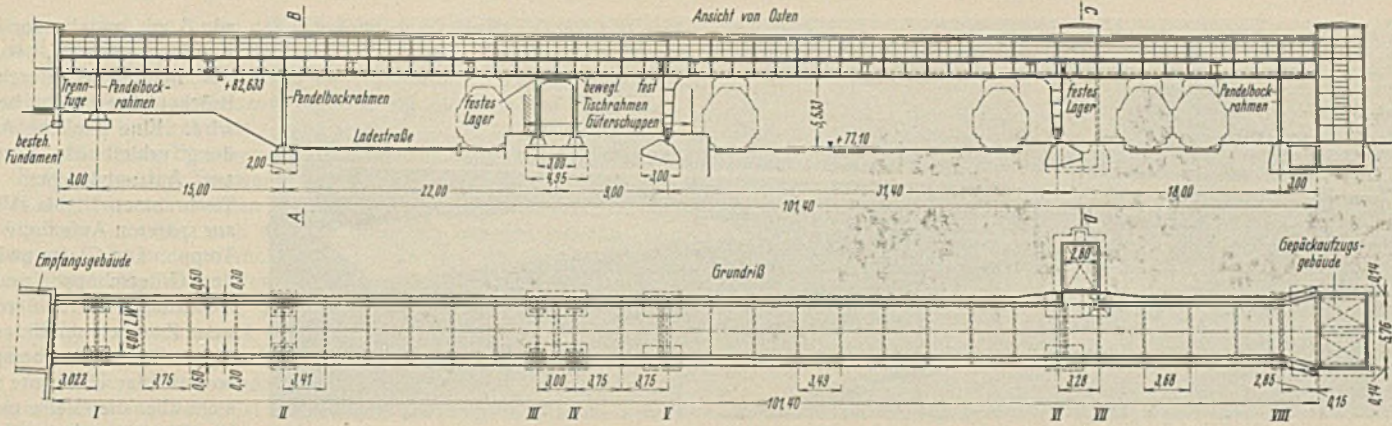 Ansicht von Osten
B
C
Trenn-
fuge
Pendelbock-
rahmen
+82,633
Pendelbockrahmen
Ladestraße
festes
Lager
bewegl.
fest
Tischrahmen
Güterschuppen
+77,10
Festes
Lager
Pendelbock-
rahmen
besteh.
Fundament
2,00
3,00
4,95
3,00
3,00
15,00
22,00
8,00
31,40
18,00
3,00
101,40
A
D
Empfangsgebäude
Grundriß
Gepäckaufzugs-
gebäude
0,50
0,30
2,80
0,14
4,00 LW
5,76
0,50
0,30
0,14
3,022
3,75
3,41
3,00
3,75
3,75
3,49
3,28
3,68
2,85
0,15
101,40
I
II
III
IV
V
VI
VII
VIII